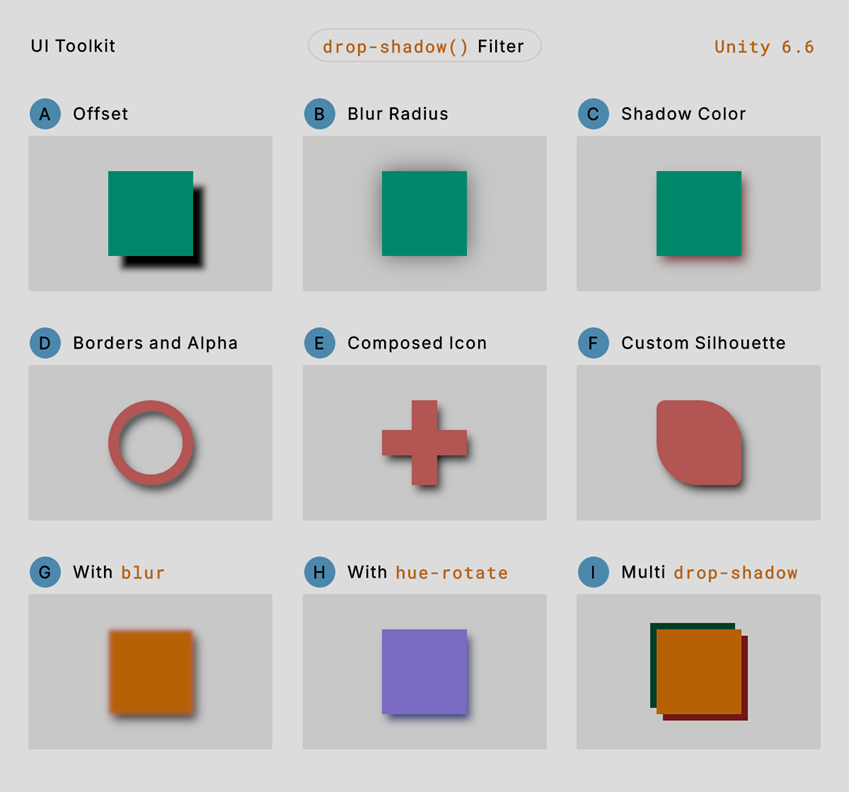 UI Toolkit
drop-shadow() Filter
Unity 6.6
A Offset
B Blur Radius
C Shadow Color
D Borders and Alpha
E Composed Icon
F Custom Silhouette
G With blur
H With hue-rotate
I Multi drop-shadow